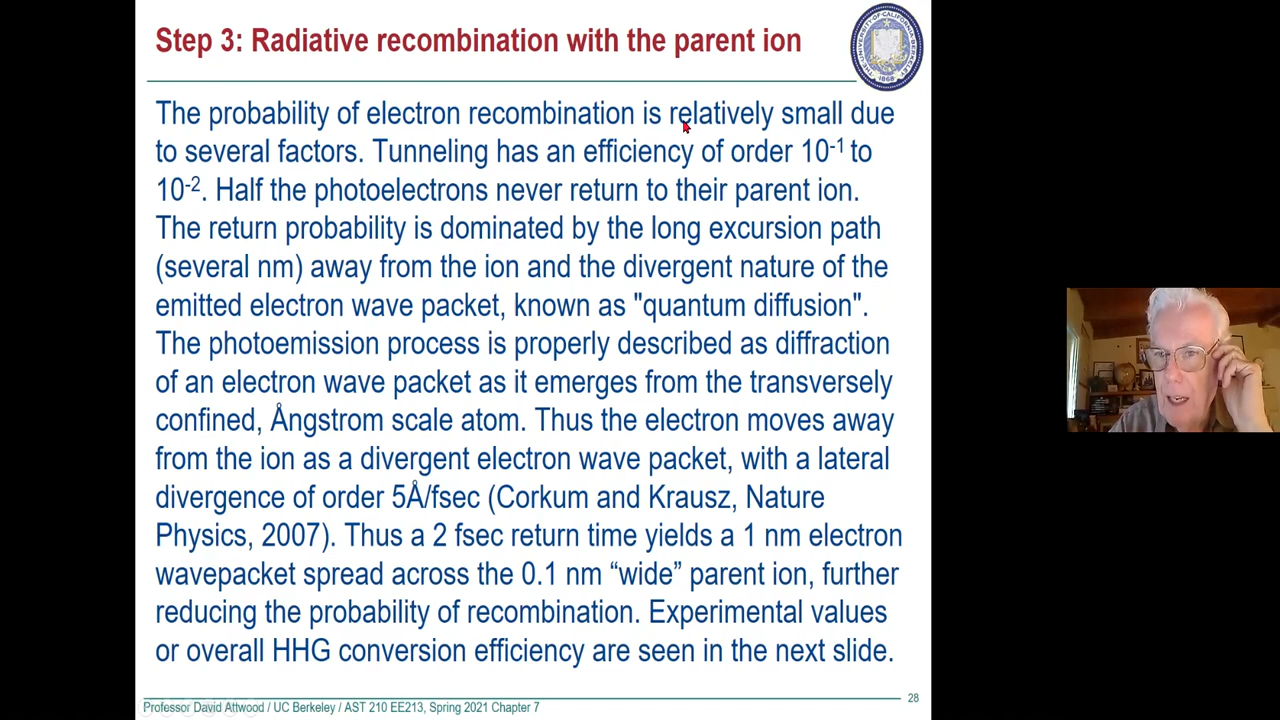 Step 3: Radiative recombination with the parent ion
The probability of electron recombination is relatively small due
to several factors. Tunneling has an efficiency of order 10⁻¹ to
10⁻². Half the photoelectrons never return to their parent ion.
The return probability is dominated by the long excursion path
(several nm) away from the ion and the divergent nature of the
emitted electron wave packet, known as "quantum diffusion".
The photoemission process is properly described as diffraction
of an electron wave packet as it emerges from the transversely
confined, Ångstrom scale atom. Thus the electron moves away
from the ion as a divergent electron wave packet, with a lateral
divergence of order 5Å/fsec (Corkum and Krausz, Nature
Physics, 2007). Thus a 2 fsec return time yields a 1 nm electron
wavepacket spread across the 0.1 nm “wide” parent ion, further
reducing the probability of recombination. Experimental values
or overall HHG conversion efficiency are seen in the next slide.
Professor David Attwood / UC Berkeley / AST 210 EE213, Spring 2021 Chapter 7
28